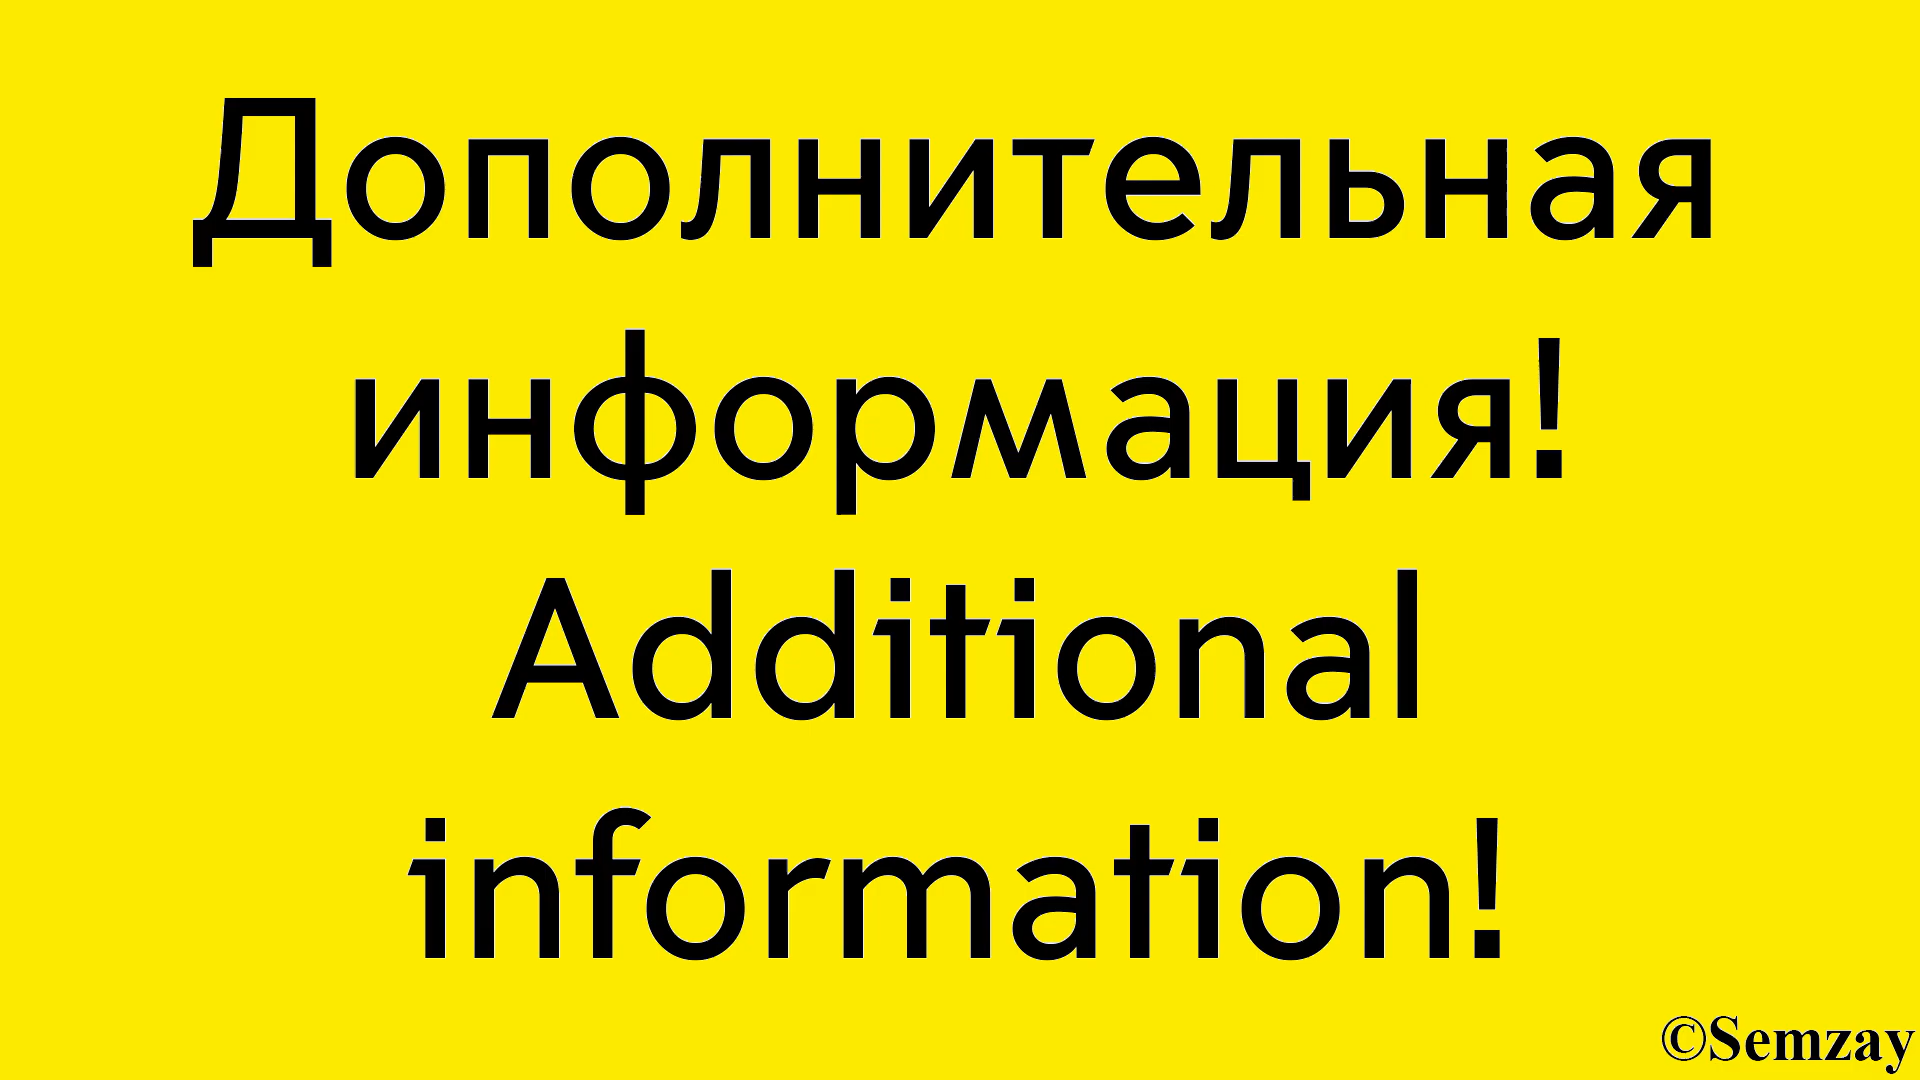 Дополнительная
информация!
Additional
information!
©Semzay